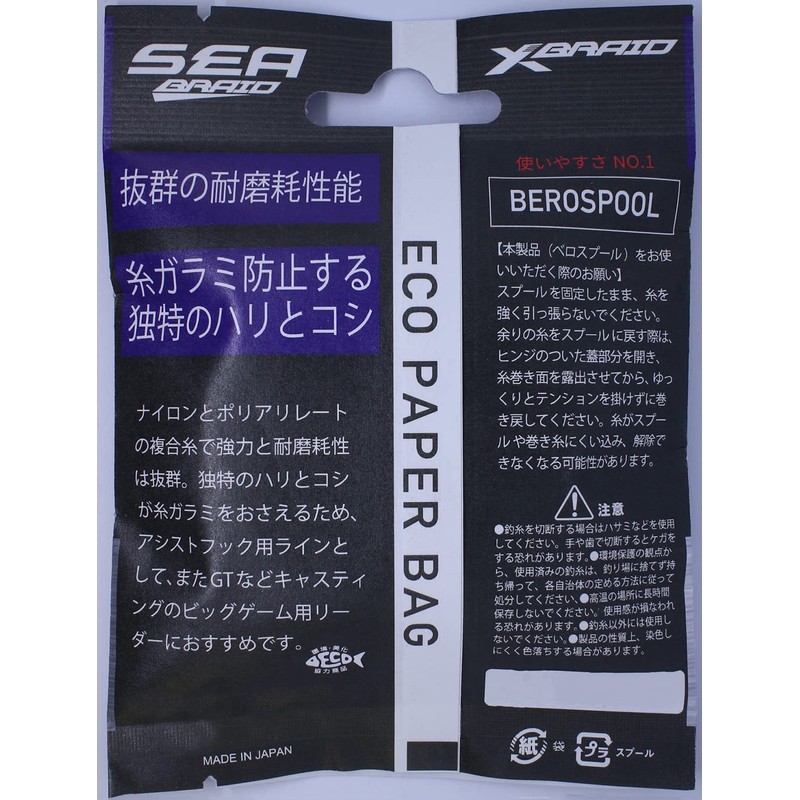 SEA
BRAID
抜群の耐磨耗性能
糸ガラミ防止する
独特のハリとコシ
ナイロンとポリアリレート
の複合糸で強力と耐磨耗性
は抜群。独特のハリとコシ
が糸ガラミをおさえるため、
アシストフック用ラインと
して、またGTなどキャスティ
ングのビッグゲーム用リー
ダーにおすすめです。
環境・美化
ECO
協力商品
MADE IN JAPAN
ECO PAPER BAG
X-BRAID
使いやすさ NO.1
BEROSPOOL
【本製品（ベロスプール）をお使
いいただく際のお願い】
スプールを固定したまま、糸を
強く引っ張らないでください。
余りの糸をスプールに戻す際は、
ヒンジのついた蓋部分を開き、
糸巻き面を露出させてから、ゆっ
くりとテンションを掛けずに巻
き戻してください。糸がスプー
ルや巻き糸にくい込み、解除で
きなくなる可能性があります。
注意
●釣糸を切断する場合はハサミなどを使用
してください。手や歯で切断するとケガを
する恐れがあります。●環境保護の観点か
ら、使用済みの釣糸は、釣り場に捨てず持
ち帰って、各自治体の定める方法に従って
処分してください。●高温の場所に長時間
保存しないでください。使用感が損なわれ
る恐れがあります。●釣糸以外には使用し
ないでください。●製品の性質上、染色し
にくく色落ちする場合があります。
紙 袋 プラ スプール